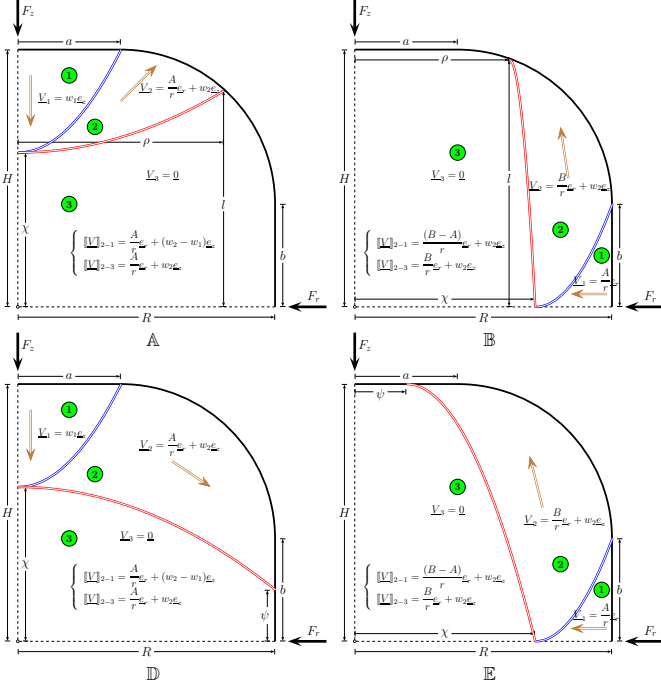 F_z
a
1
V_1 = w_1 e_z
V_2 = A/r e_r + w_2 e_z
2
ρ
H
V_3 = 0
3
χ
l
⟦V⟧_{2−1} = A/r e_r + (w_2 − w_1) e_z
⟦V⟧_{2−3} = A/r e_r + w_2 e_z
b
F_r
R
𝔸
F_z
a
ρ
3
V_3 = 0
H
l
V_2 = B/r e_r + w_2 e_z
2
⟦V⟧_{2−1} = (B − A)/r e_r + w_2 e_z
⟦V⟧_{2−3} = B/r e_r + w_2 e_z
1
b
V_1 = A/r e_r
χ
F_r
R
𝔹
F_z
a
1
V_1 = w_1 e_z
V_2 = A/r e_r + w_2 e_z
2
H
3
V_3 = 0
χ
⟦V⟧_{2−1} = A/r e_r + (w_2 − w_1) e_z
⟦V⟧_{2−3} = A/r e_r + w_2 e_z
b
ψ
F_r
R
𝔻
F_z
a
ψ
3
V_3 = 0
H
V_2 = B/r e_r + w_2 e_z
2
⟦V⟧_{2−1} = (B − A)/r e_r + w_2 e_z
⟦V⟧_{2−3} = B/r e_r + w_2 e_z
1
b
V_1 = A/r e_r
χ
F_r
R
𝔼